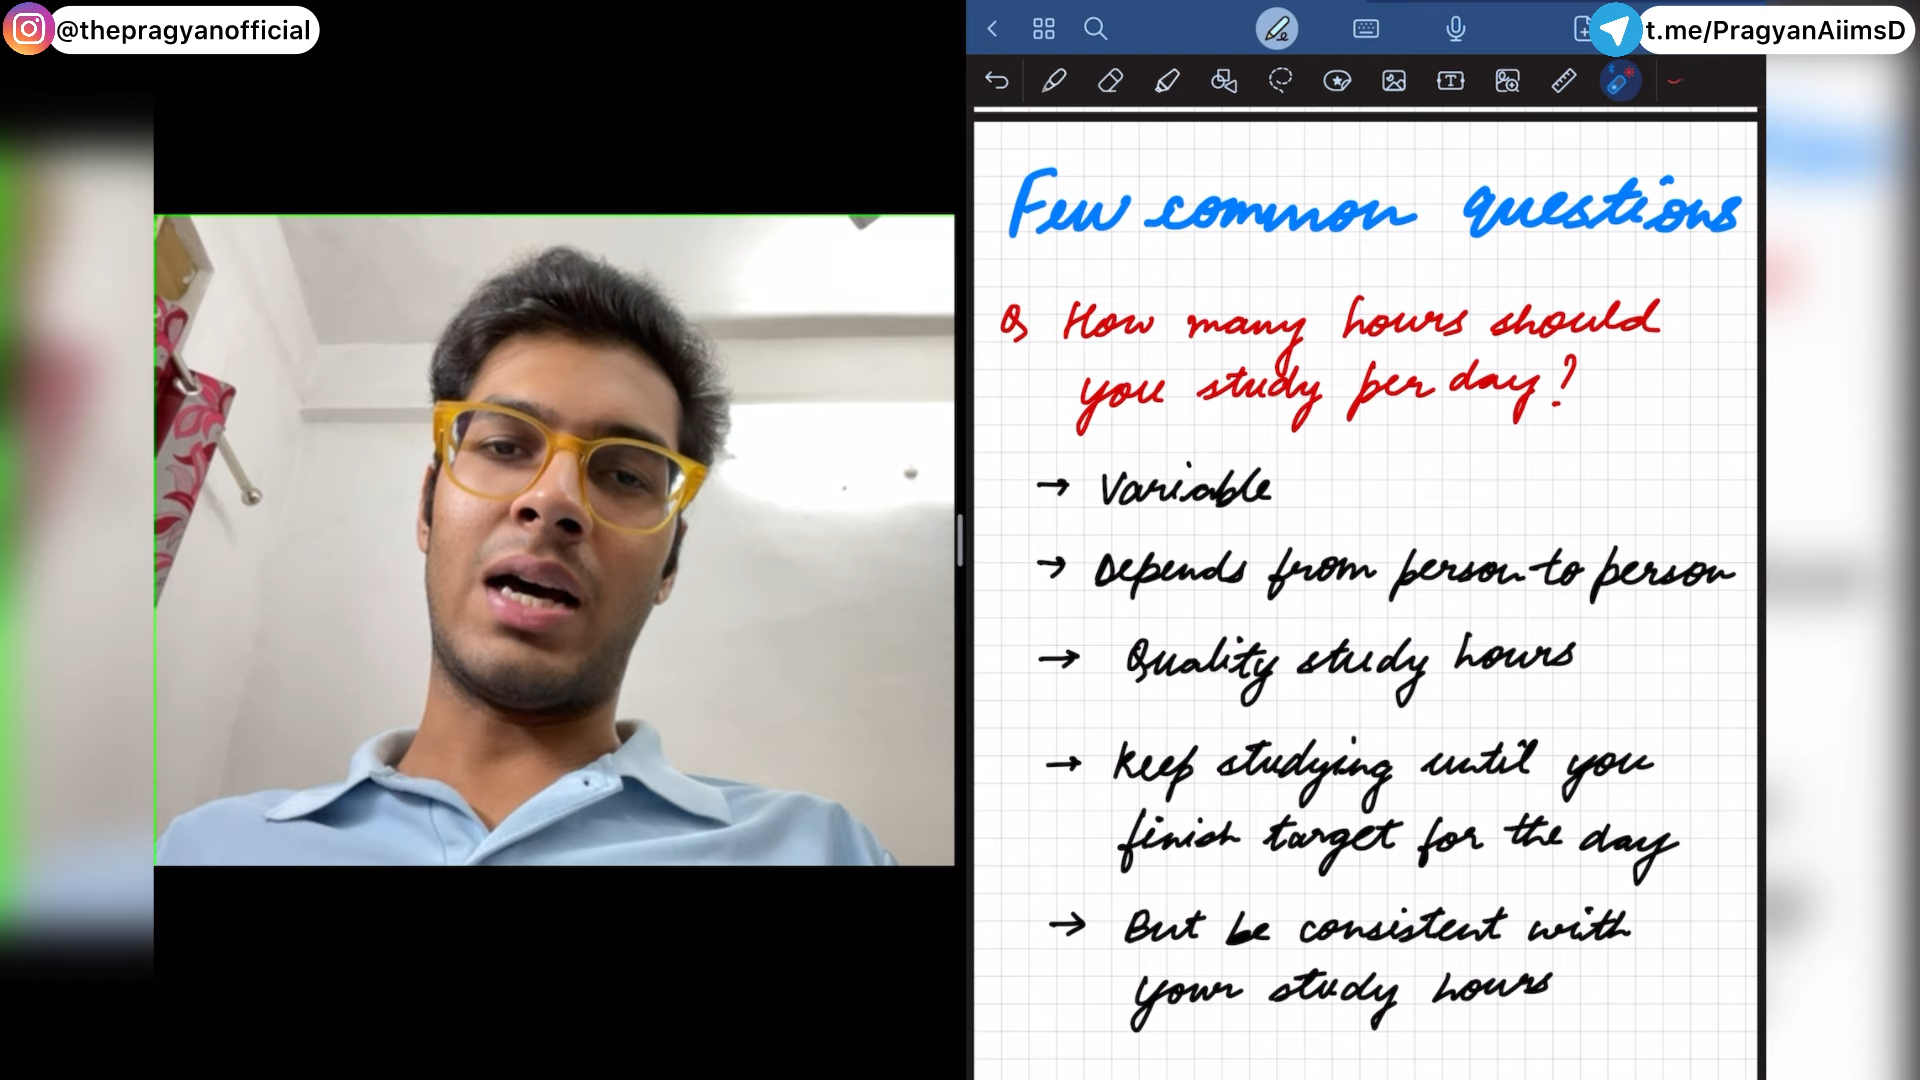 @thepragyanofficial
t.me/PragyanAiimsD
Few common questions
Q How many hours should
you study per day?
→ Variable
→ Depends from person to person
→ Quality study hours
→ Keep studying until you
finish target for the day
→ But be consistent with
your study hours